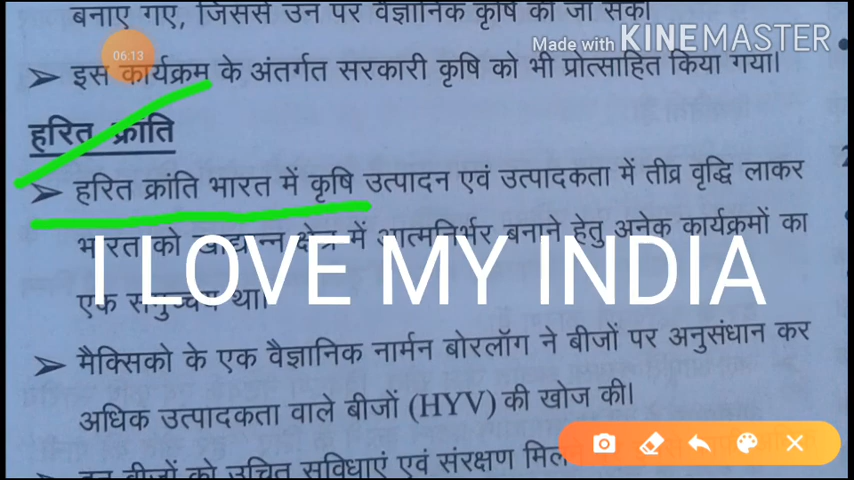 बनाए गए, जिससे उन पर वैज्ञानिक कृषि की जा सके।
Made with KINEMASTER
06:13
➤ इस कार्यक्रम के अंतर्गत सरकारी कृषि को भी प्रोत्साहित किया गया।
हरित क्रांति
➤ हरित क्रांति भारत में कृषि उत्पादन एवं उत्पादकता में तीव्र वृद्धि लाकर
भारत को खाद्यान्न क्षेत्र में आत्मनिर्भर बनाने हेतु अनेक कार्यक्रमों का
I LOVE MY INDIA
एक समुच्चय था।
➤ मैक्सिको के एक वैज्ञानिक नार्मन बोरलॉग ने बीजों पर अनुसंधान कर
अधिक उत्पादकता वाले बीजों (HYV) की खोज की।
➤ इन बीजों को उचित सुविधाएं एवं संरक्षण